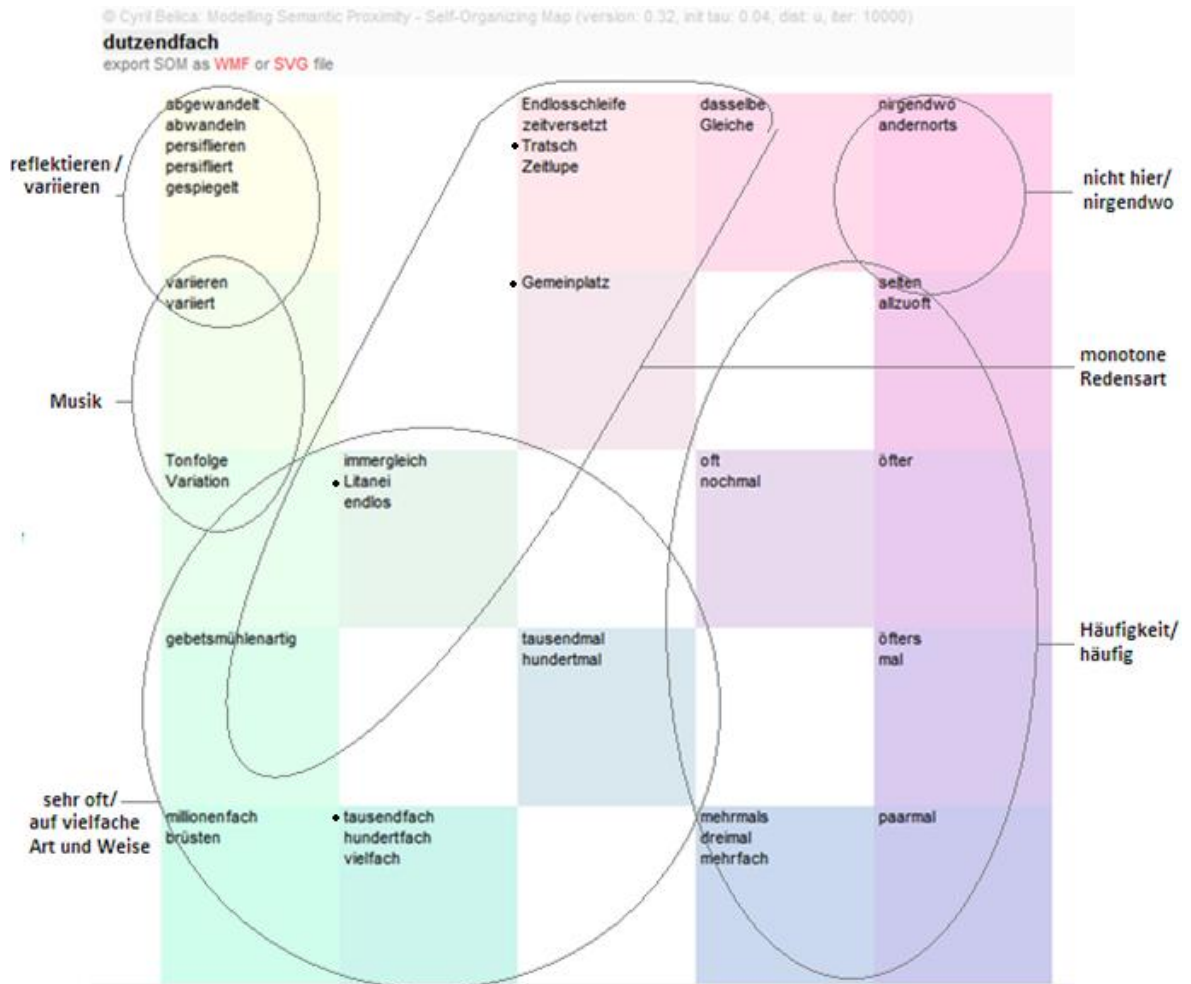 © Cyril Belica: Modelling Semantic Proximity - Self-Organizing Map (version: 0.32, init tau: 0.04, dist: u, iter: 10000)
dutzendfach
export SOM as WMF or SVG file
abgewandelt
abwandeln
persiflieren
persifliert
gespiegelt
Endlosschleife
zeitversetzt
Tratsch
Zeitlupe
dasselbe
Gleiche
nirgendwo
andernorts
reflektieren /
variieren
nicht hier/
nirgendwo
variieren
variiert
Gemeinplatz
selten
allzuoft
monotone
Redensart
Musik
Tonfolge
Variation
immergleich
Litanei
endlos
oft
nochmal
öfter
gebetsmühlenartig
tausendmal
hundertmal
öfters
mal
Häufigkeit/
häufig
sehr oft/
auf vielfache
Art und Weise
millionenfach
brüsten
tausendfach
hundertfach
vielfach
mehrmals
dreimal
mehrfach
paarmal